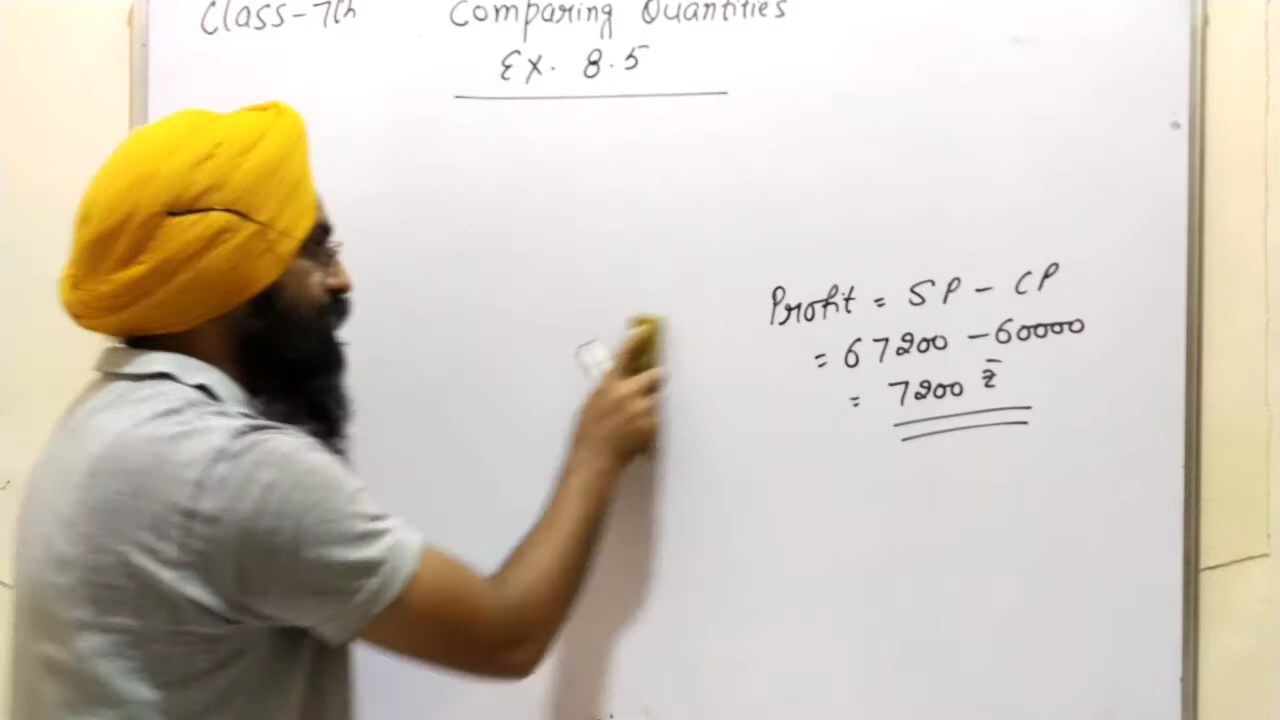 Class-7th Comparing Quantities
Ex. 8.5
Profit = SP - CP
= 67200 - 60000
= 7200 ₹